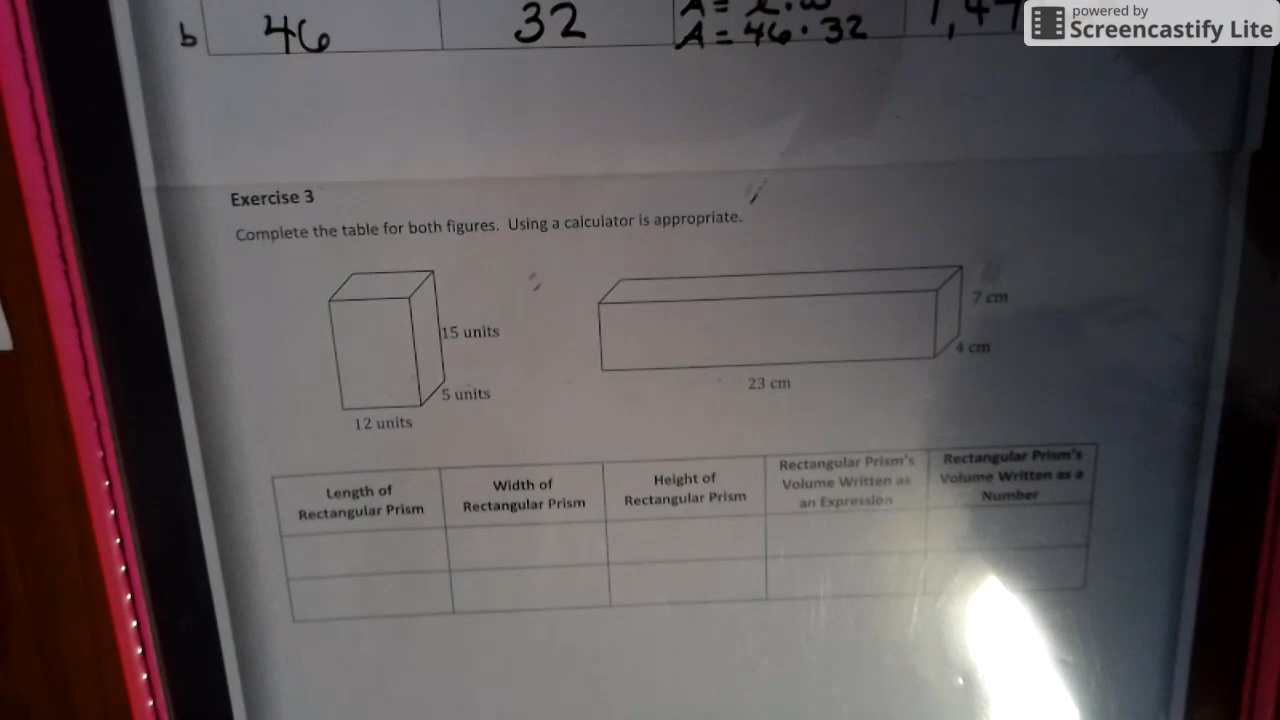 powered by
Screencastify Lite
A = l · w
b 46 32 A = 46 · 32 1,47
Exercise 3
Complete the table for both figures. Using a calculator is appropriate.
15 units
5 units
12 units
7 cm
4 cm
23 cm
Length of
Rectangular Prism
Width of
Rectangular Prism
Height of
Rectangular Prism
Rectangular Prism's
Volume Written as
an Expression
Rectangular Prism's
Volume Written as a
Number